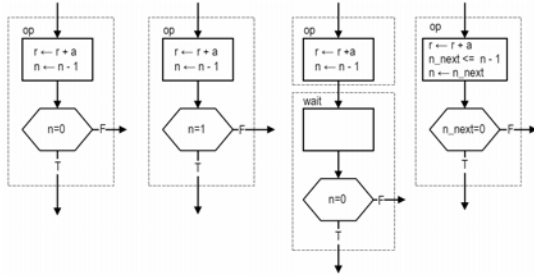 op
r ← r + a
n ← n - 1
n=0
F
T
op
r ← r + a
n ← n - 1
n=1
F
T
op
r ← r +a
n ← n - 1
wait
n=0
F
T
op
r ← r + a
n_next <= n - 1
n ← n_next
n_next=0
F
T